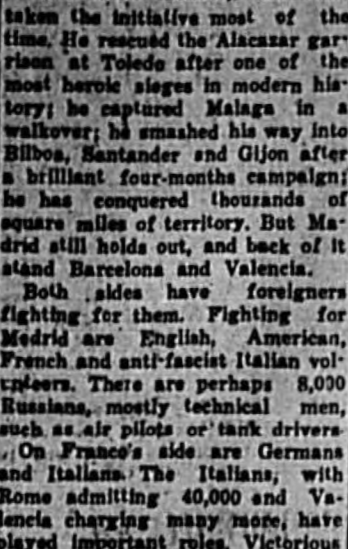 taken the initiative most of the
time. He rescued the Alacazar gar-
rison at Toledo after one of the
most heroic sieges in modern his-
tory; he captured Malaga in a
walkover; he smashed his way into
Bilboa, Santander and Gijon after
a brilliant four-months campaign;
he has conquered thousands of
square miles of territory. But Ma-
drid still holds out, and back of it
stand Barcelona and Valencia.
Both sides have foreigners
fighting for them. Fighting for
Madrid are English, American,
French and anti-fascist Italian vol-
unteers. There are perhaps 8,000
Russians, mostly technical men,
such as air pilots or tank drivers.
On Franco's side are Germans
and Italians. The Italians, with
Rome admitting 40,000 and Va-
lencia charging many more, have
played important roles. Victorious